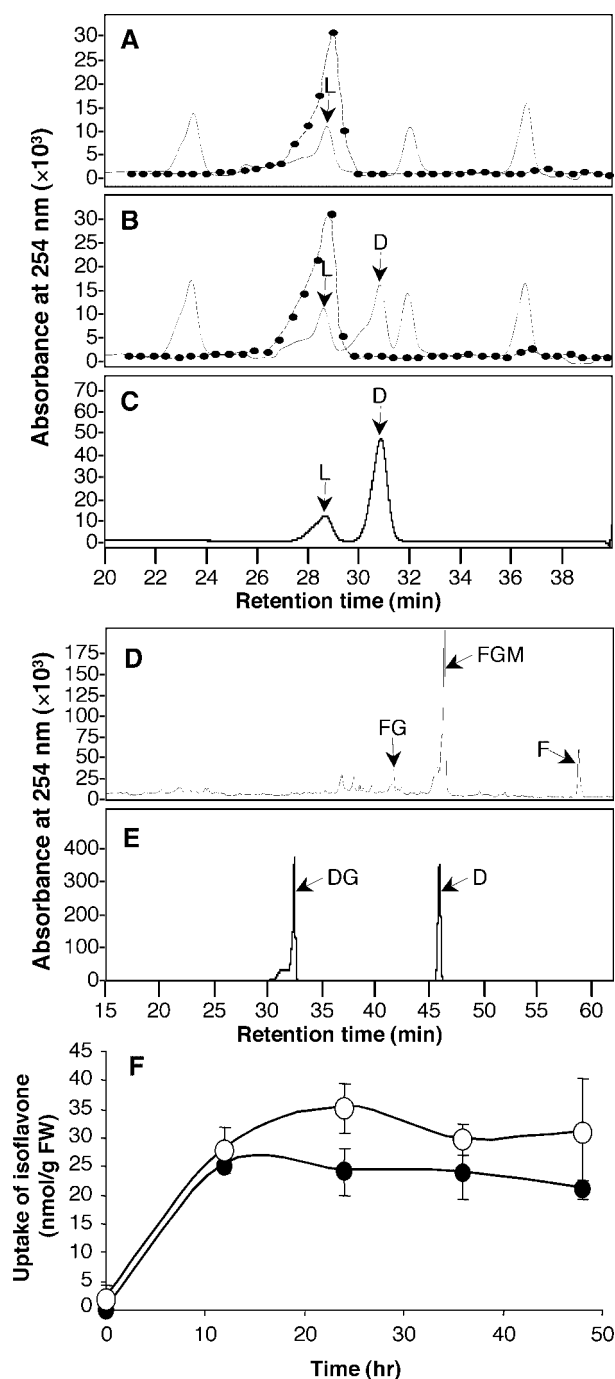 A
30
25
20
15
10
5
0
L
B
30
25
20
15
10
5
0
L
D
Absorbance at 254 nm (×10³)
C
70
60
50
40
30
20
10
0
L
D
20 22 24 26 28 30 32 34 36 38
Retention time (min)
D
175
150
125
100
75
50
25
0
FGM
FG
F
E
400
300
200
100
0
DG
D
Absorbance at 254 nm (×10³)
15 20 25 30 35 40 45 50 55 60
Retention time (min)
F
45
40
35
30
25
20
15
10
5
0
Uptake of isoflavone
(nmol/g FW)
0 10 20 30 40 50
Time (hr)